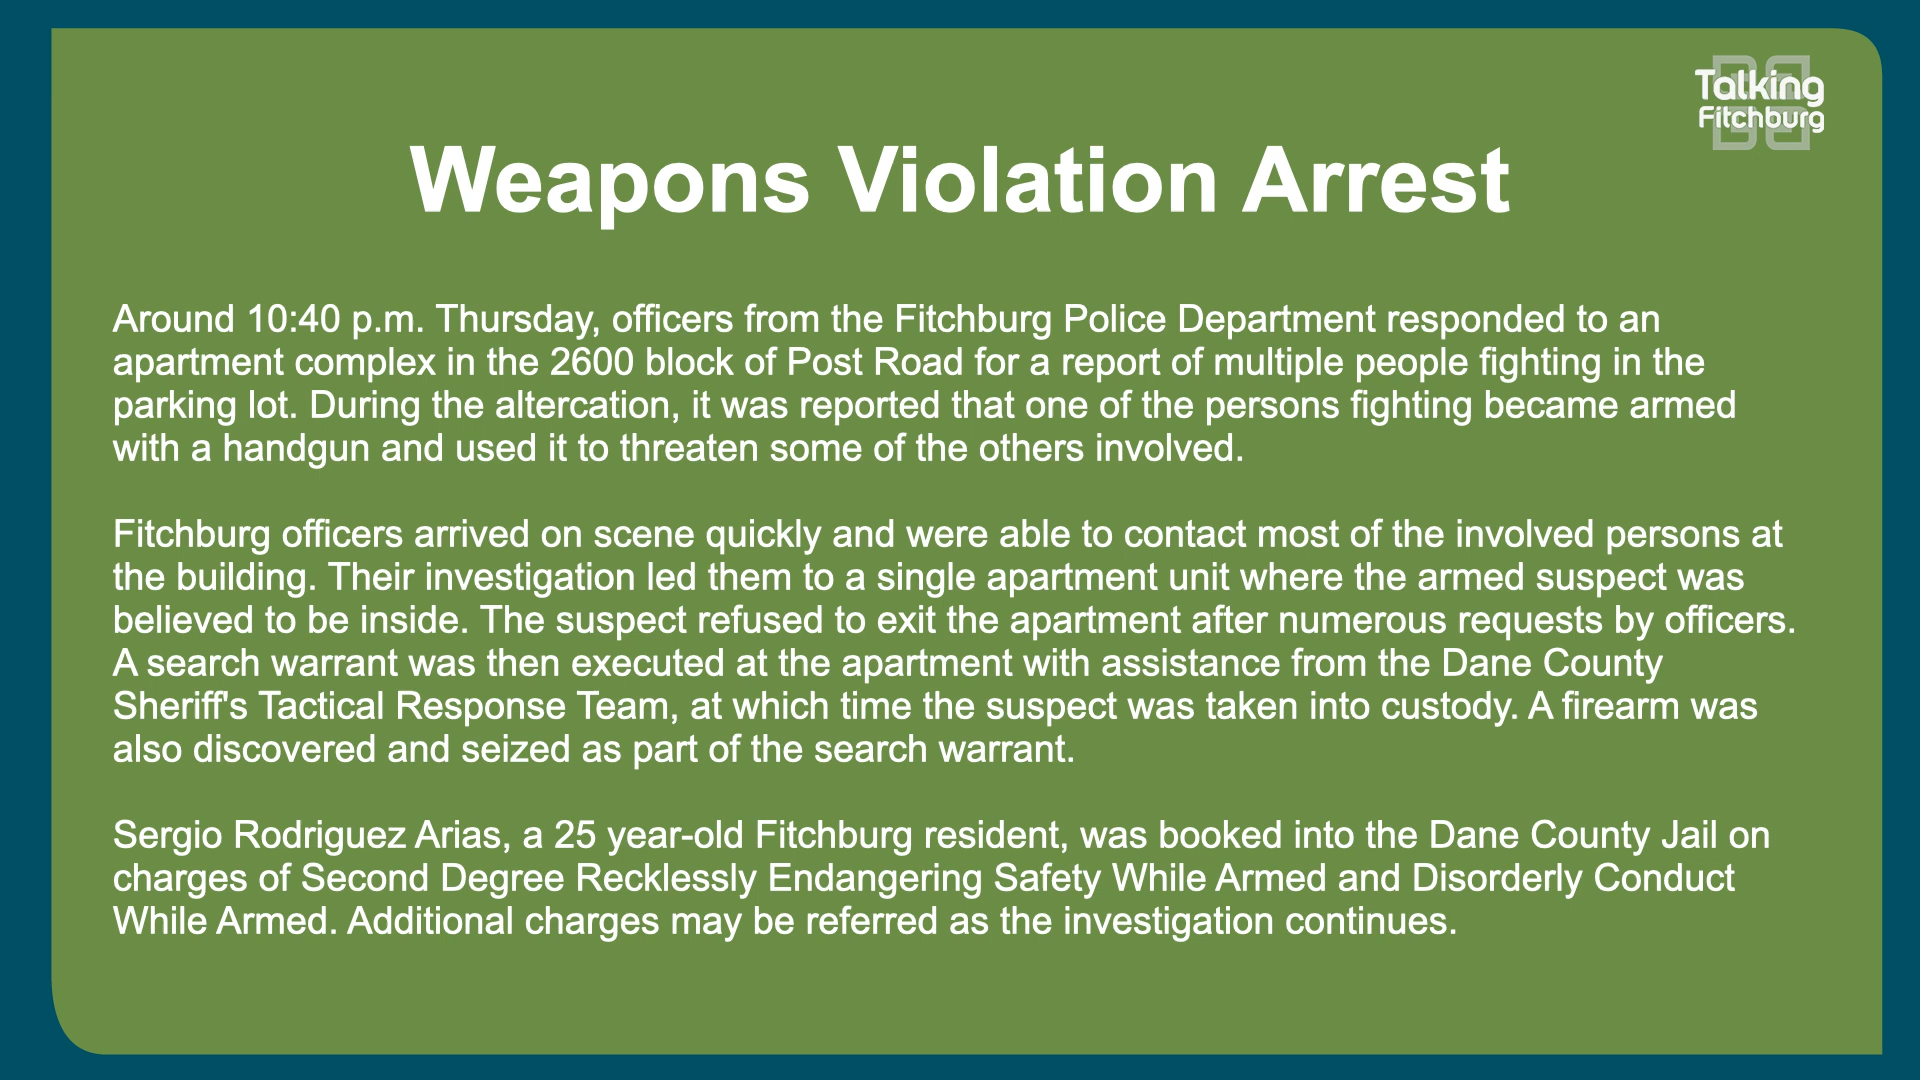 Talking
Fitchburg
Weapons Violation Arrest
Around 10:40 p.m. Thursday, officers from the Fitchburg Police Department responded to an
apartment complex in the 2600 block of Post Road for a report of multiple people fighting in the
parking lot. During the altercation, it was reported that one of the persons fighting became armed
with a handgun and used it to threaten some of the others involved.
Fitchburg officers arrived on scene quickly and were able to contact most of the involved persons at
the building. Their investigation led them to a single apartment unit where the armed suspect was
believed to be inside. The suspect refused to exit the apartment after numerous requests by officers.
A search warrant was then executed at the apartment with assistance from the Dane County
Sheriff's Tactical Response Team, at which time the suspect was taken into custody. A firearm was
also discovered and seized as part of the search warrant.
Sergio Rodriguez Arias, a 25 year-old Fitchburg resident, was booked into the Dane County Jail on
charges of Second Degree Recklessly Endangering Safety While Armed and Disorderly Conduct
While Armed. Additional charges may be referred as the investigation continues.